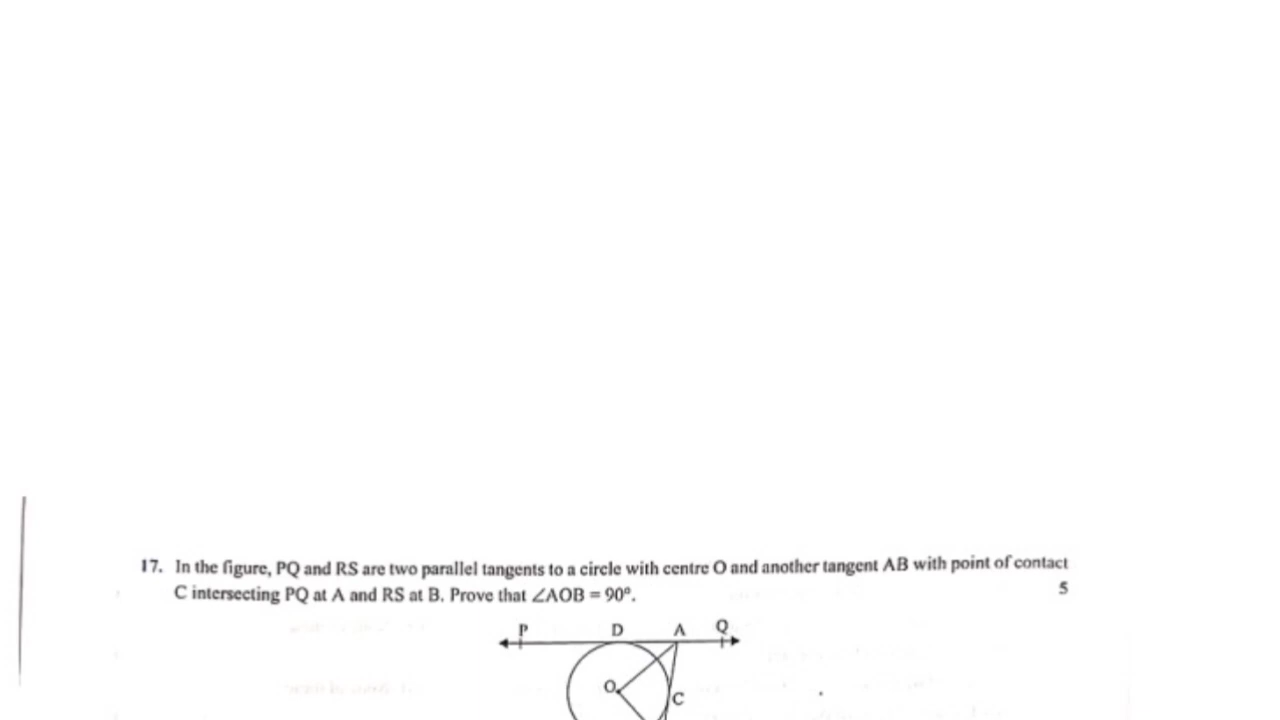 17. In the figure, PQ and RS are two parallel tangents to a circle with centre O and another tangent AB with point of contact
C intersecting PQ at A and RS at B. Prove that ∠AOB = 90°.
5
P D A Q
O
C